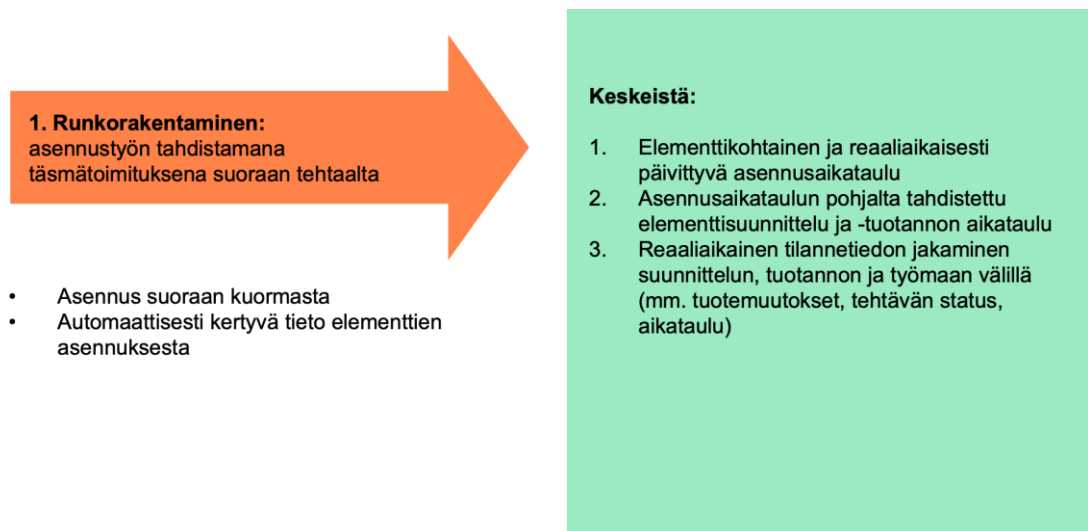 1. Runkorakentaminen:
asennustyön tahdistamana
täsmätoimituksena suoraan tehtaalta
• Asennus suoraan kuormasta
• Automaattisesti kertyvä tieto elementtien
asennuksesta
Keskeistä:
1. Elementtikohtainen ja reaaliaikaisesti
päivittyvä asennusaikataulu
2. Asennusaikataulun pohjalta tahdistettu
elementtisuunnittelu ja -tuotannon aikataulu
3. Reaaliaikainen tilannetiedon jakaminen
suunnittelun, tuotannon ja työmaan välillä
(mm. tuotemuutokset, tehtävän status,
aikataulu)